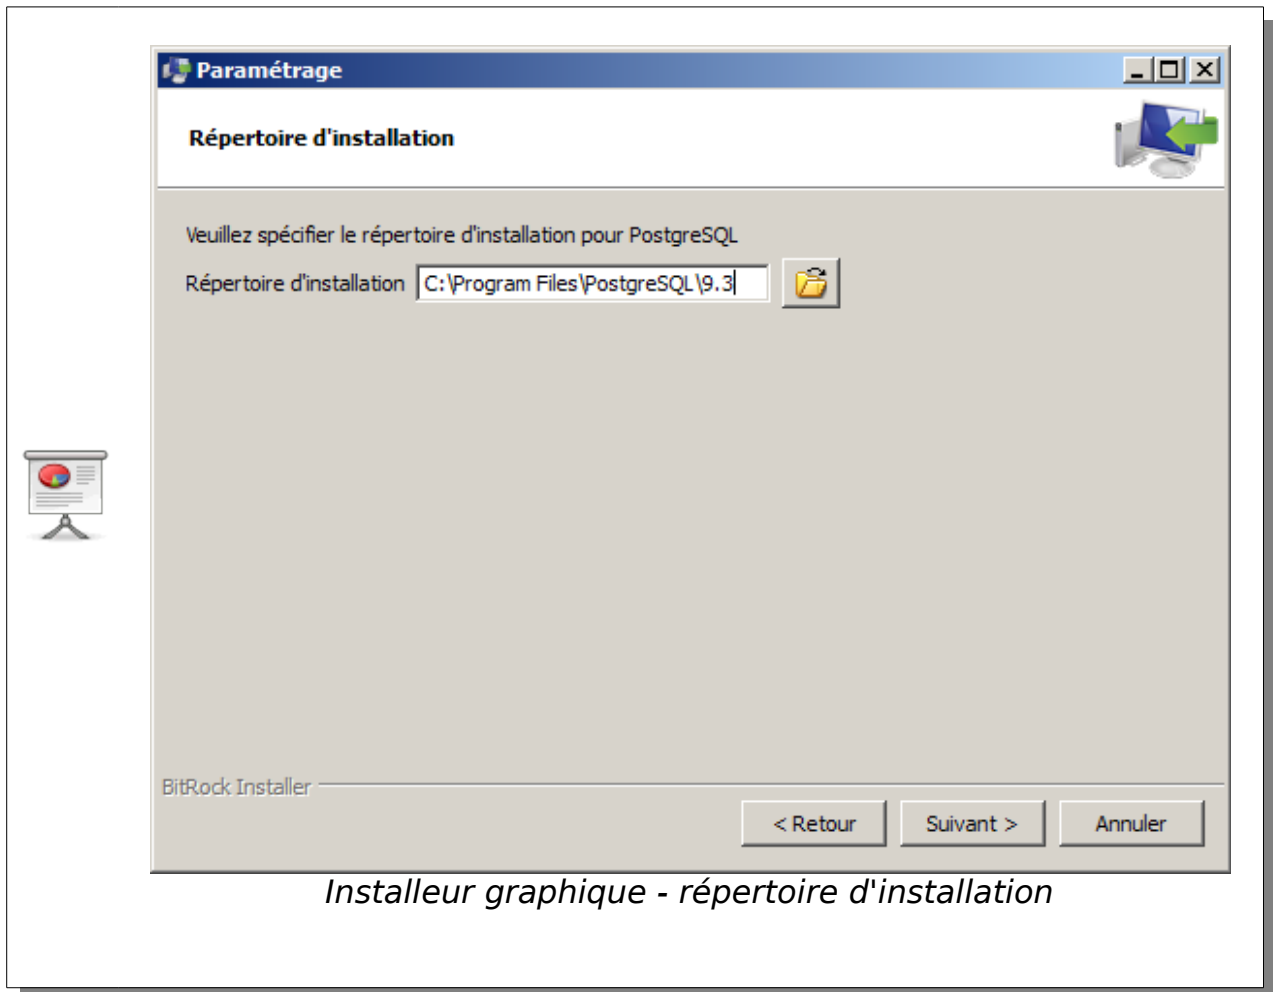 Paramétrage
Répertoire d'installation
Veuillez spécifier le répertoire d'installation pour PostgreSQL
Répertoire d'installation C:\Program Files\PostgreSQL\9.3
BitRock Installer
< Retour Suivant > Annuler
Installeur graphique - répertoire d'installation